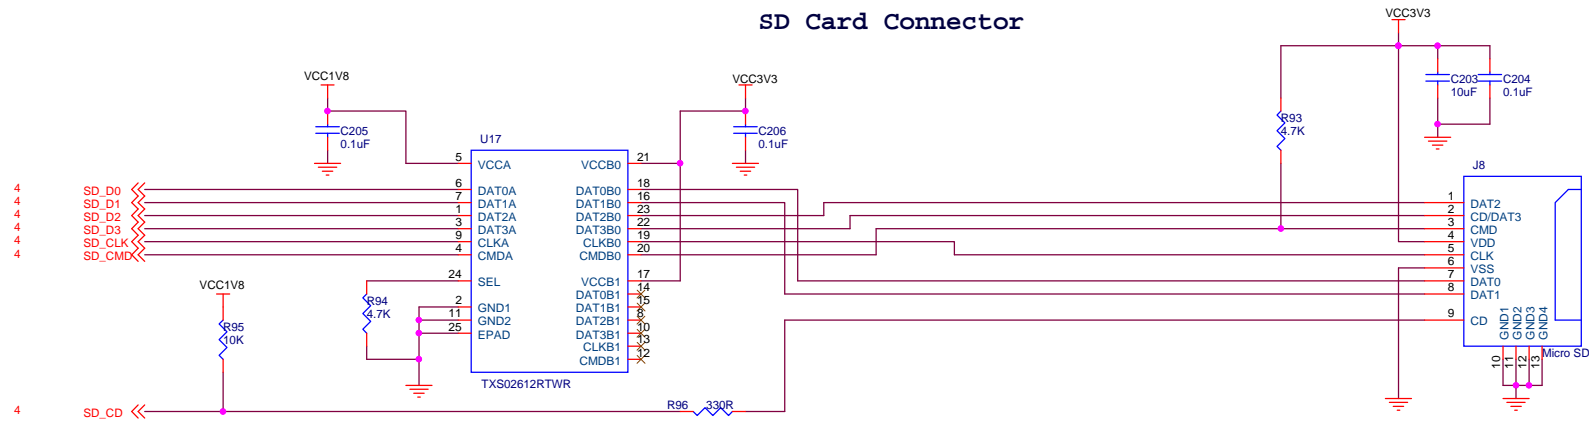 SD Card Connector
VCC3V3
VCC1V8
VCC3V3
C203
10uF
C204
0.1uF
C205
0.1uF
C206
0.1uF
R93
4.7K
U17
5 VCCA VCCB0 21
J8
4 SD_D0 6 DAT0A DAT0B0 18
4 SD_D1 7 DAT1A DAT1B0 16
4 SD_D2 1 DAT2A DAT2B0 23
4 SD_D3 3 DAT3A DAT3B0 22
4 SD_CLK 9 CLKA CLKB0 19
4 SD_CMD 4 CMDA CMDB0 20
1 DAT2
2 CD/DAT3
3 CMD
4 VDD
5 CLK
6 VSS
7 DAT0
8 DAT1
9 CD
24 SEL VCCB1 17
DAT0B1 14
2 GND1 DAT1B1 15
11 GND2 DAT2B1 8
25 EPAD DAT3B1 10
CLKB1 13
CMDB1 12
VCC1V8
R94
4.7K
R95
10K
GND1
GND2
GND3
GND4
10
11
12
13
Micro SD
TXS02612RTWR
4 SD_CD
R96 330R